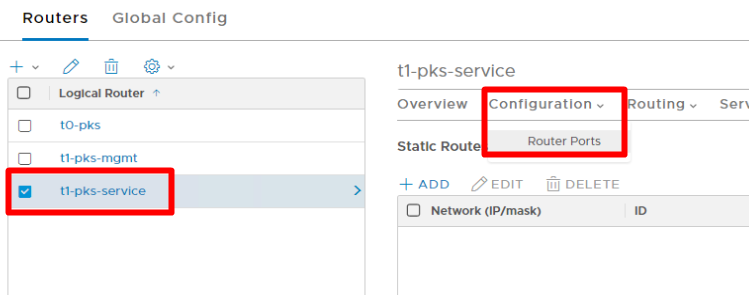 Routers Global Config
Logical Router ↑
t0-pks
t1-pks-mgmt
t1-pks-service
t1-pks-service
Overview Configuration Routing Serv
Router Ports
Static Route
+ ADD EDIT DELETE
Network (IP/mask) ID